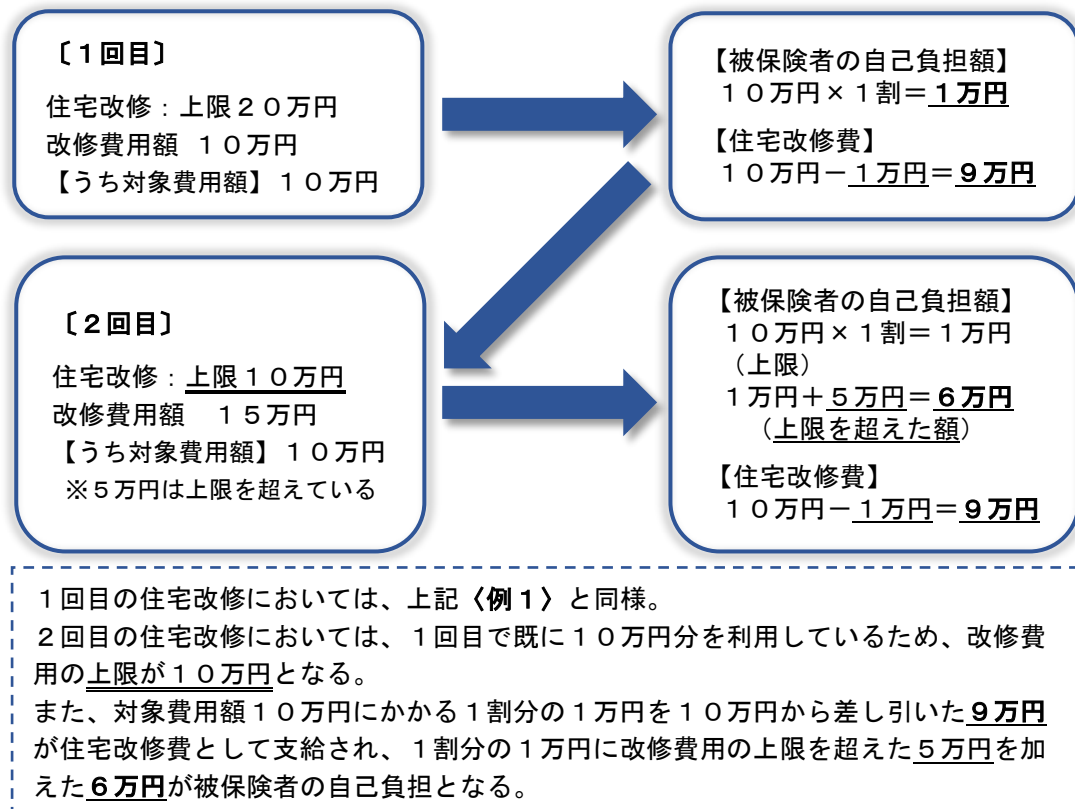 〔１回目〕
住宅改修：上限２０万円
改修費用額　１０万円
【うち対象費用額】１０万円
【被保険者の自己負担額】
１０万円×１割＝１万円
【住宅改修費】
１０万円－１万円＝９万円
〔２回目〕
住宅改修：上限１０万円
改修費用額　１５万円
【うち対象費用額】１０万円
※５万円は上限を超えている
【被保険者の自己負担額】
１０万円×１割＝１万円
（上限）
１万円＋５万円＝６万円
（上限を超えた額）
【住宅改修費】
１０万円－１万円＝９万円
１回目の住宅改修においては、上記〈例１〉と同様。
２回目の住宅改修においては、１回目で既に１０万円分を利用しているため、改修費
用の上限が１０万円となる。
また、対象費用額１０万円にかかる１割分の１万円を１０万円から差し引いた９万円
が住宅改修費として支給され、１割分の１万円に改修費用の上限を超えた５万円を加
えた６万円が被保険者の自己負担となる。